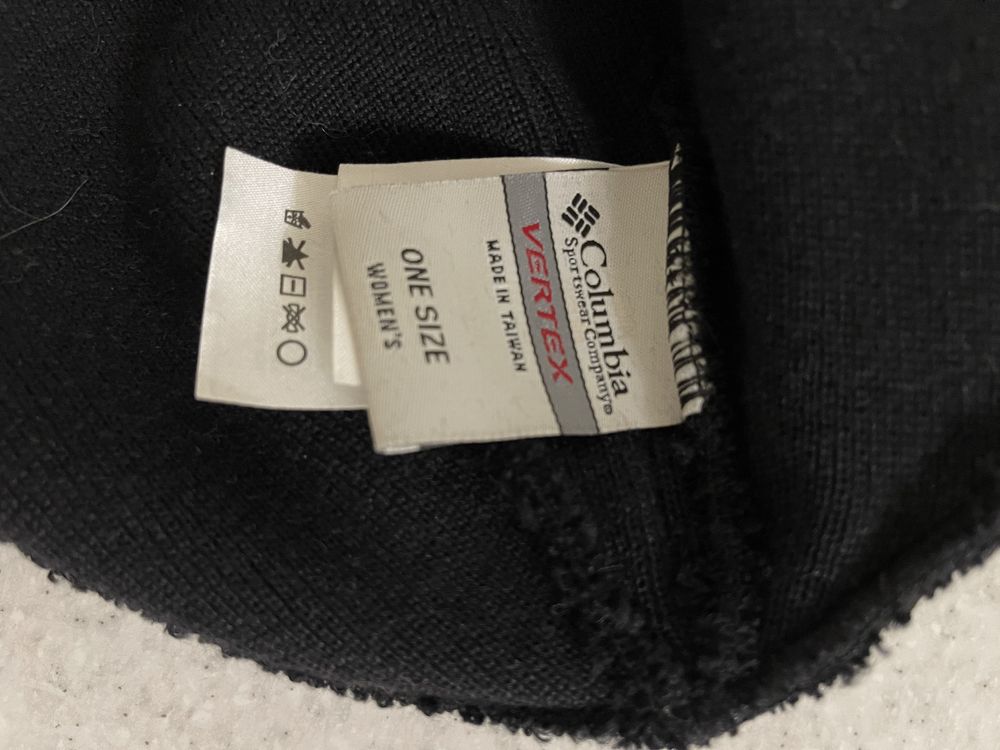 Columbia
Sportswear Company®
VERTEX
MADE IN TAIWAN
ONE SIZE
WOMEN'S